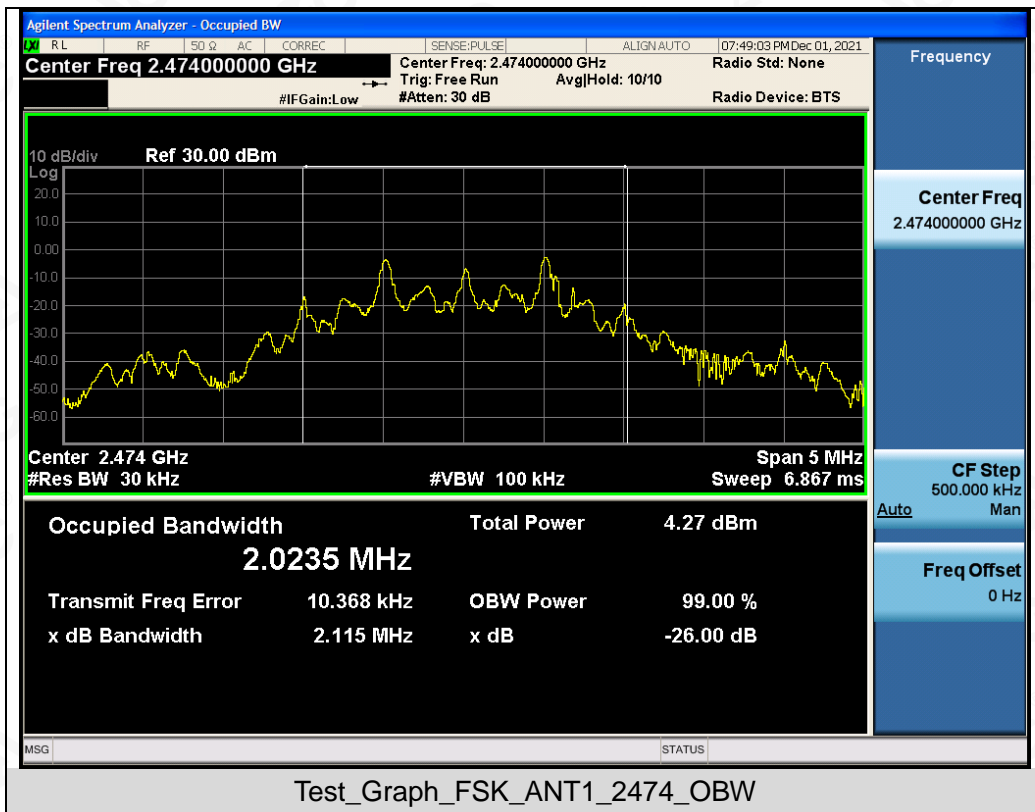 Agilent Spectrum Analyzer - Occupied BW
LXI RL RF 50 Ω AC CORREC SENSE:PULSE ALIGN AUTO 07:49:03 PM Dec 01, 2021
Center Freq 2.474000000 GHz
Center Freq: 2.474000000 GHz Radio Std: None
Trig: Free Run Avg|Hold: 10/10
#IFGain:Low #Atten: 30 dB Radio Device: BTS
10 dB/div Ref 30.00 dBm
Log
20.0
10.0
0.00
-10.0
-20.0
-30.0
-40.0
-50.0
-60.0
Center 2.474 GHz Span 5 MHz
#Res BW 30 kHz #VBW 100 kHz Sweep 6.867 ms
Occupied Bandwidth Total Power 4.27 dBm
2.0235 MHz
Transmit Freq Error 10.368 kHz OBW Power 99.00 %
x dB Bandwidth 2.115 MHz x dB -26.00 dB
MSG STATUS
Frequency
Center Freq
2.474000000 GHz
CF Step
500.000 kHz
Auto Man
Freq Offset
0 Hz
Test_Graph_FSK_ANT1_2474_OBW